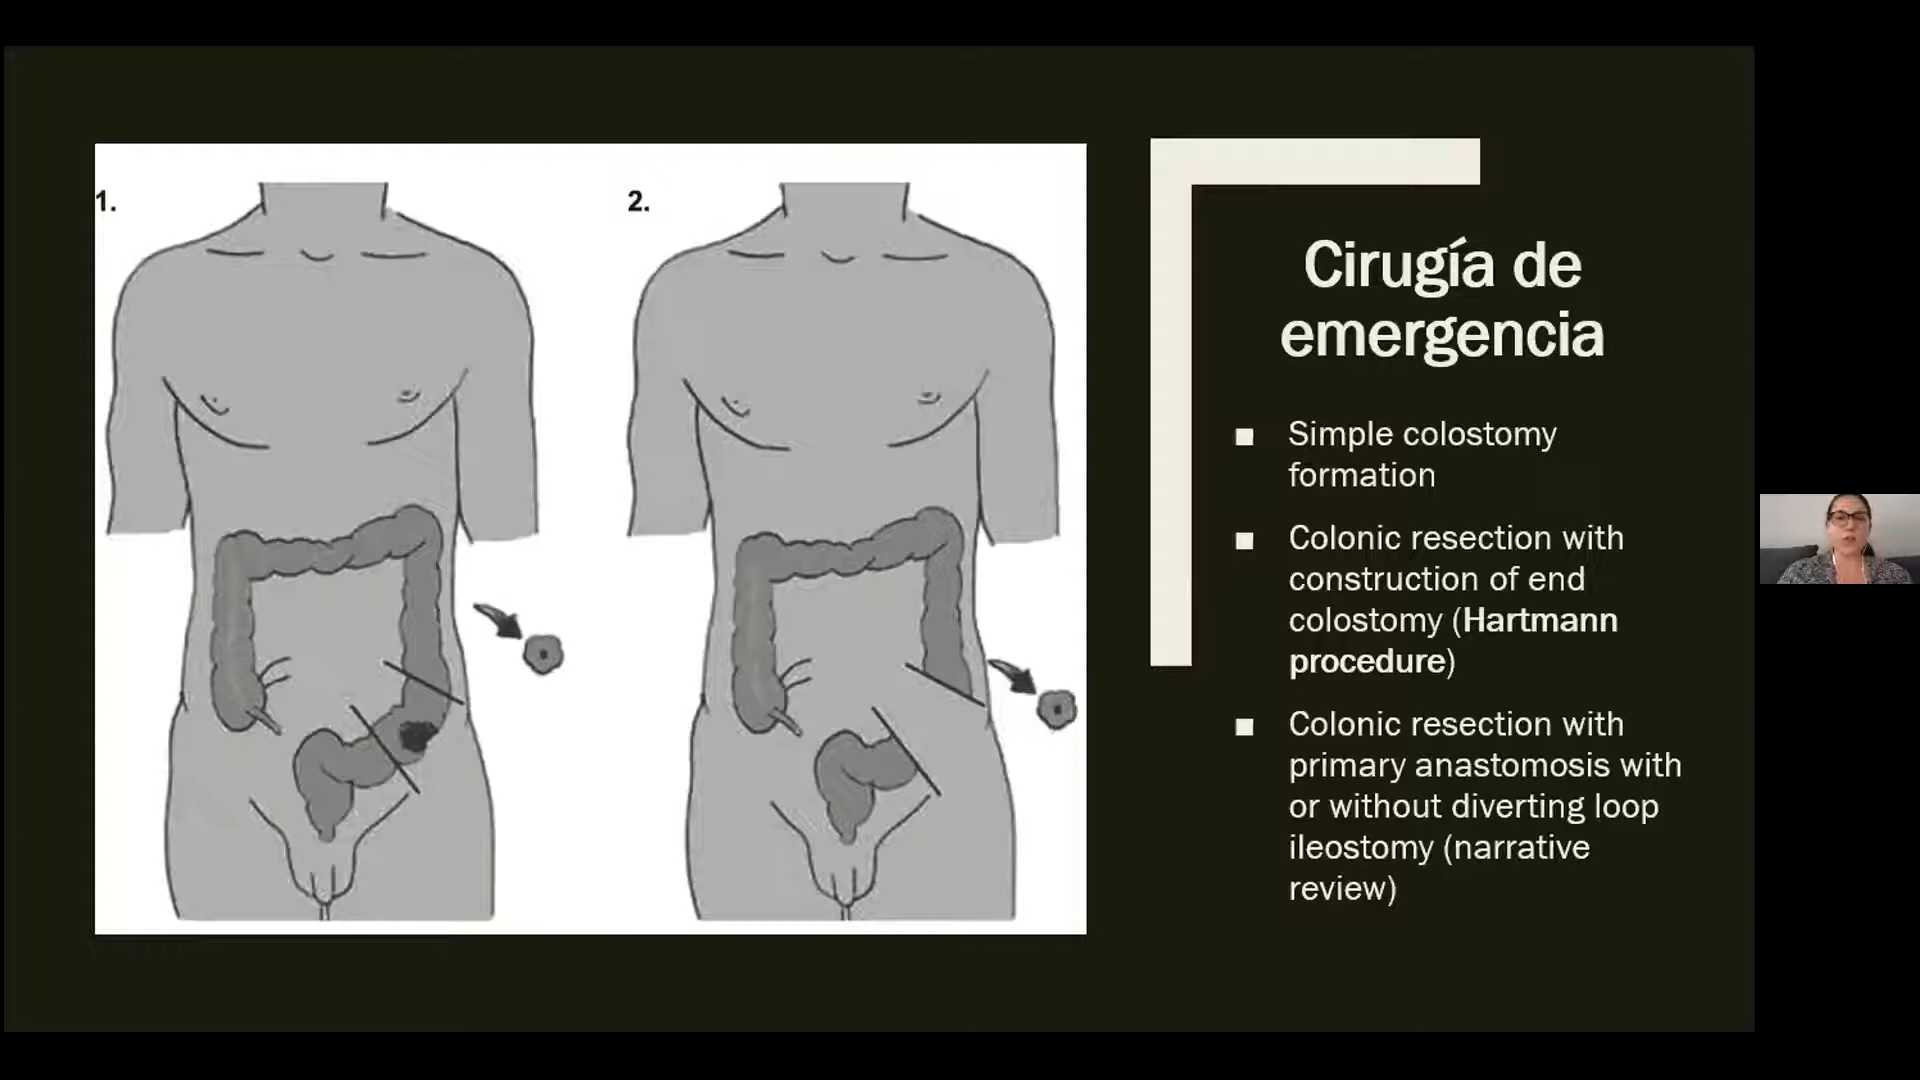 1.
2.
Cirugía de
emergencia
■ Simple colostomy
formation
■ Colonic resection with
construction of end
colostomy (Hartmann
procedure)
■ Colonic resection with
primary anastomosis with
or without diverting loop
ileostomy (narrative
review)